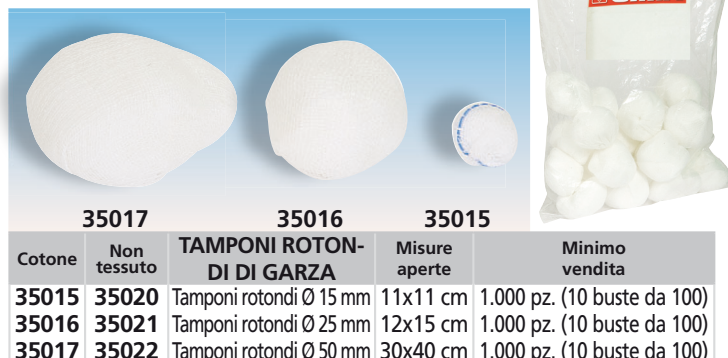 35017 35016 35015
Cotone Non tessuto TAMPONI ROTON-DI DI GARZA Misure aperte Minimo vendita
35015 35020 Tamponi rotondi Ø 15 mm 11x11 cm 1.000 pz. (10 buste da 100)
35016 35021 Tamponi rotondi Ø 25 mm 12x15 cm 1.000 pz. (10 buste da 100)
35017 35022 Tamponi rotondi Ø 50 mm 30x40 cm 1.000 pz. (10 buste da 100)